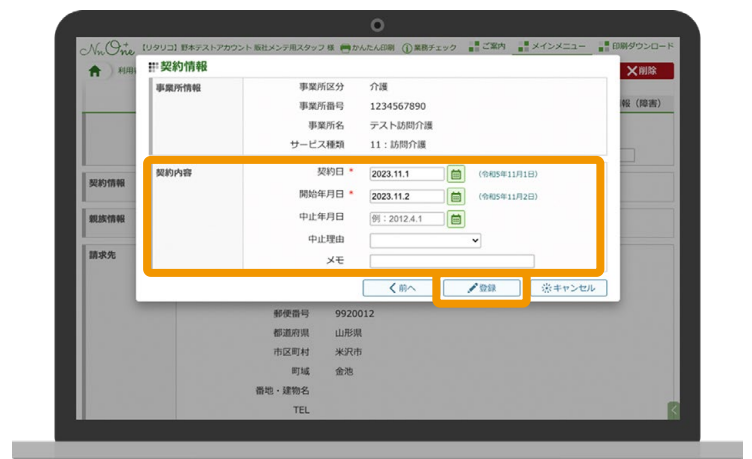 NnOne 【リタリコ】野本テストアカウント 販社メンテ用スタッフ 様 かんたん印刷 業務チェック ご案内 メインメニュー 印刷ダウンロード
利用 契約情報 削除
報（障害）
事業所情報 事業所区分 介護
事業所番号 1234567890
事業所名 テスト訪問介護
サービス種類 11：訪問介護
契約内容 契約日 * 2023.11.1 （令和5年11月1日）
契約情報
開始年月日 * 2023.11.2 （令和5年11月2日）
親族情報 中止年月日 例：2012.4.1
中止理由
請求先
メモ
前へ 登録 キャンセル
郵便番号 9920012
都道府県 山形県
市区町村 米沢市
町域 金池
番地・建物名
TEL